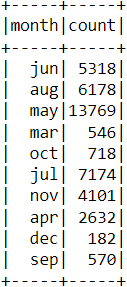 +-----+-----+
|month|count|
+-----+-----+
|  jun| 5318|
|  aug| 6178|
|  may|13769|
|  mar|  546|
|  oct|  718|
|  jul| 7174|
|  nov| 4101|
|  apr| 2632|
|  dec|  182|
|  sep|  570|
+-----+-----+